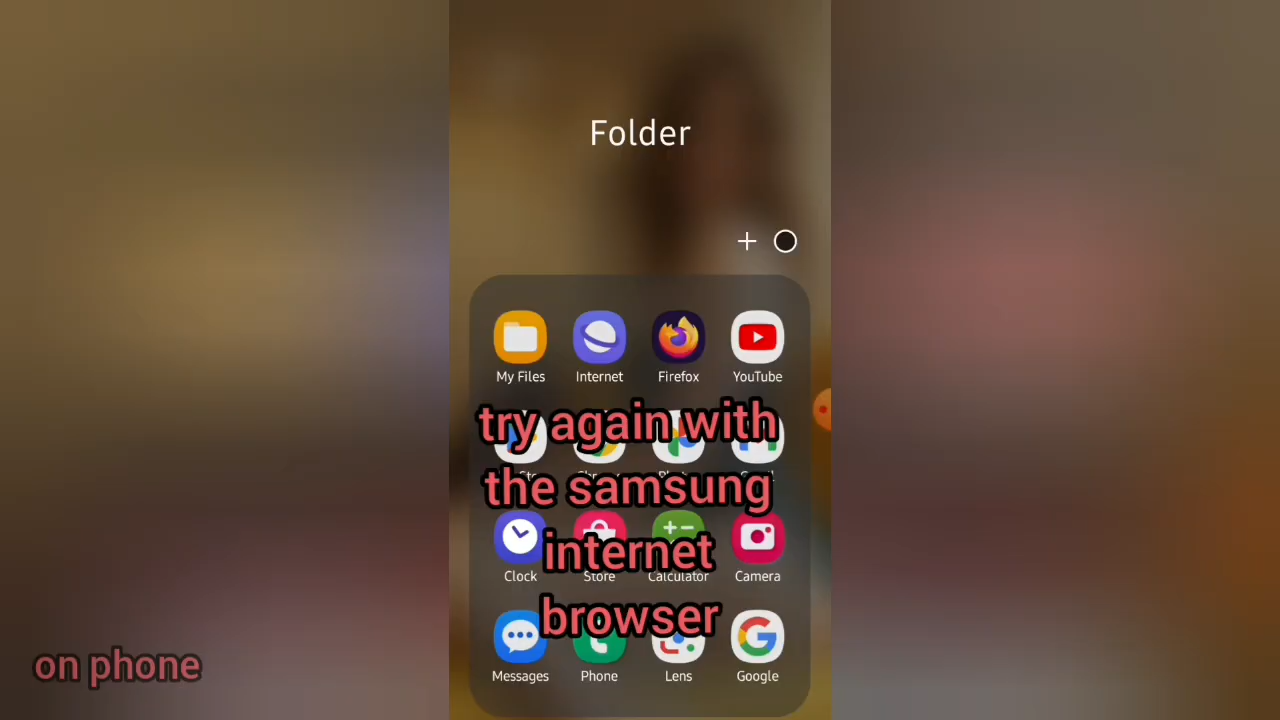 Folder
My Files
Internet
Firefox
YouTube
try again with
the samsung
internet
browser
Clock
Store
Calculator
Camera
Messages
Phone
Lens
Google
on phone